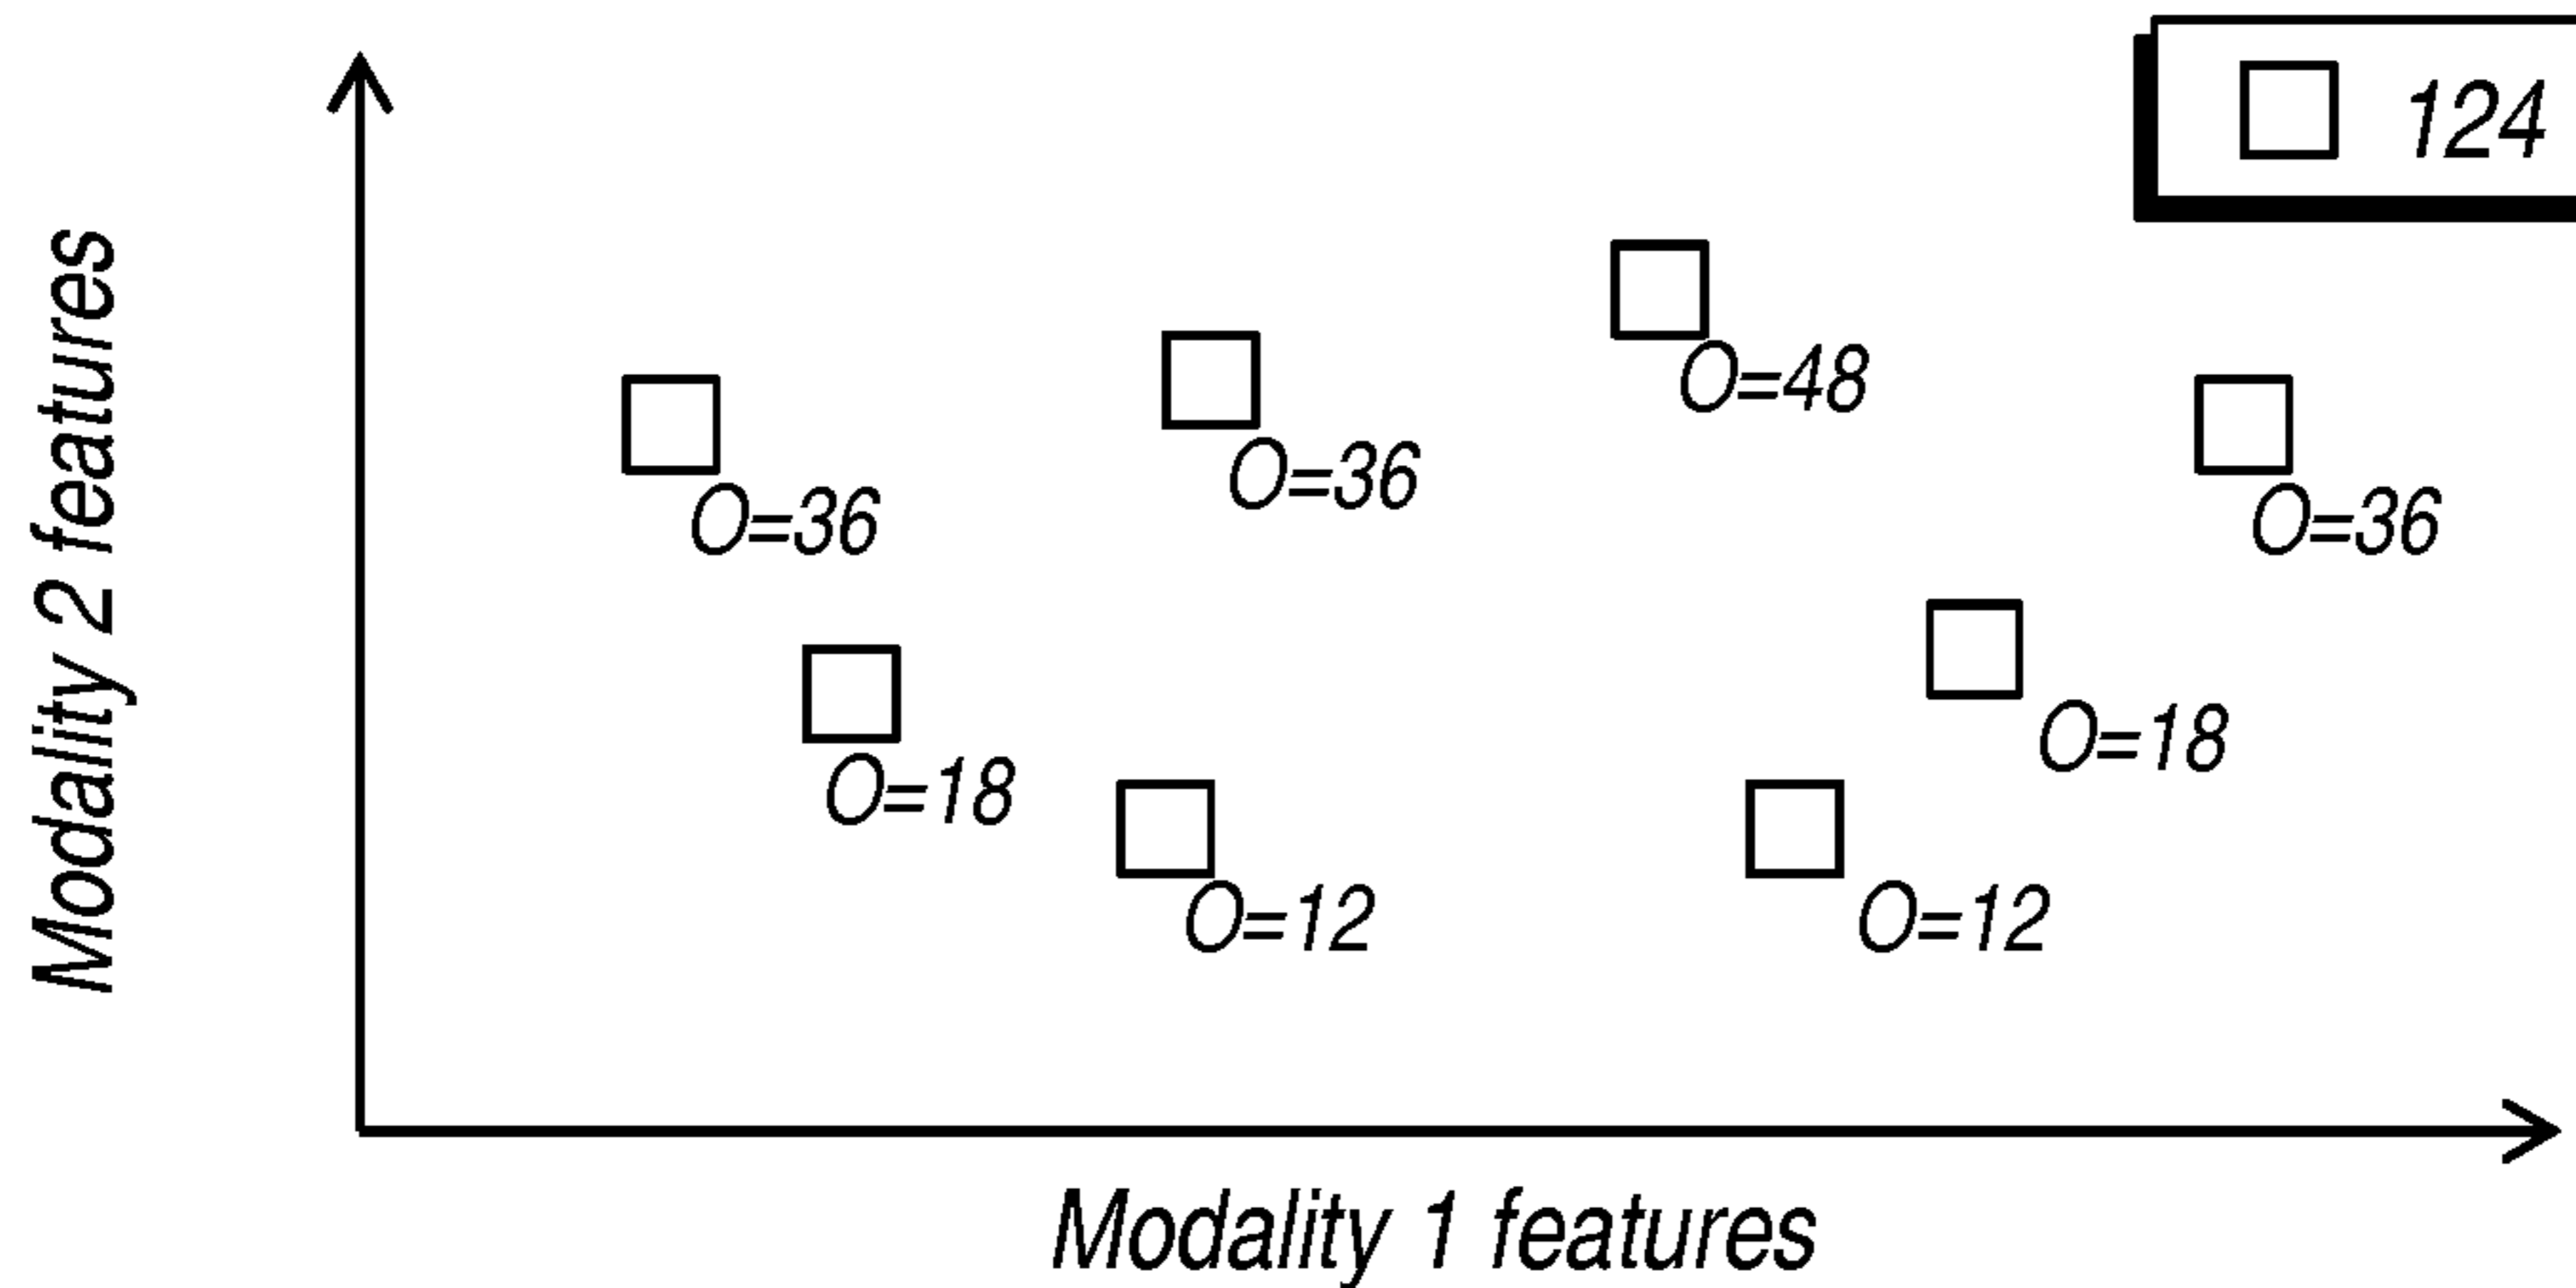 124
Modality 2 features
O=48
O=36
O=36
O=36
O=18
O=18
O=12
O=12
Modality 1 features